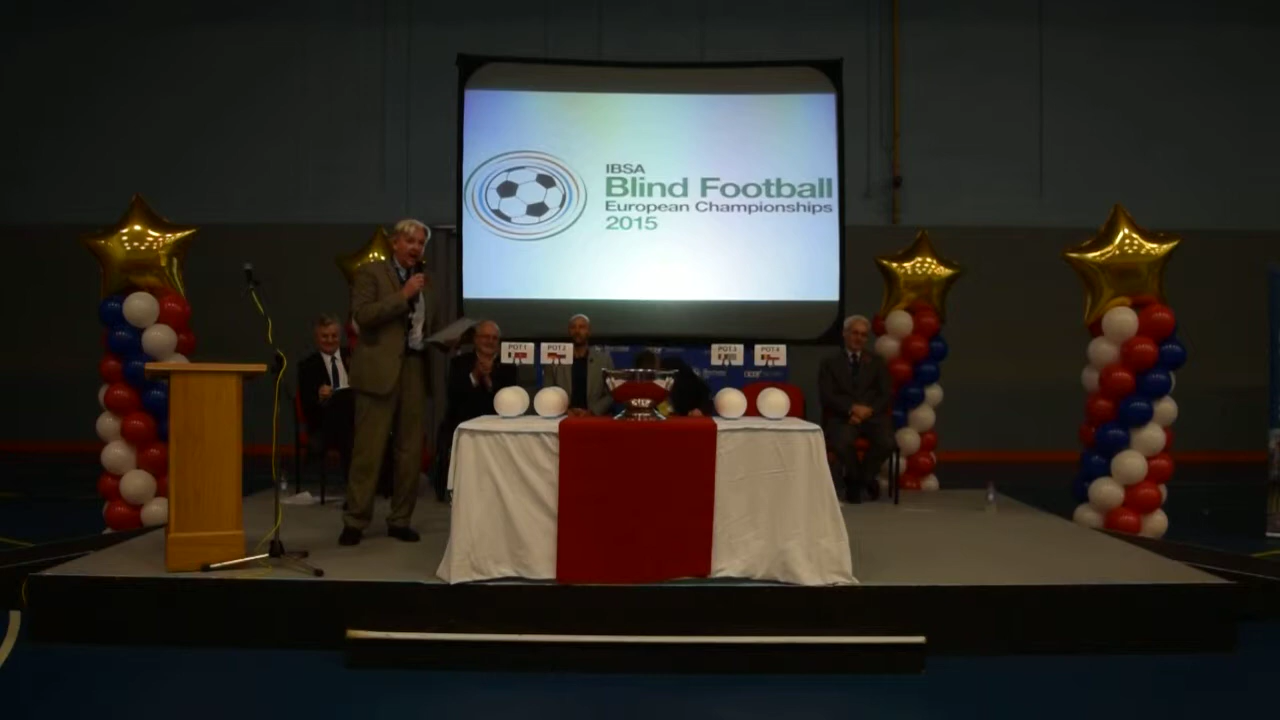 IBSA
Blind Football
European Championships
2015
POT 1
POT 2
POT 3
POT 4